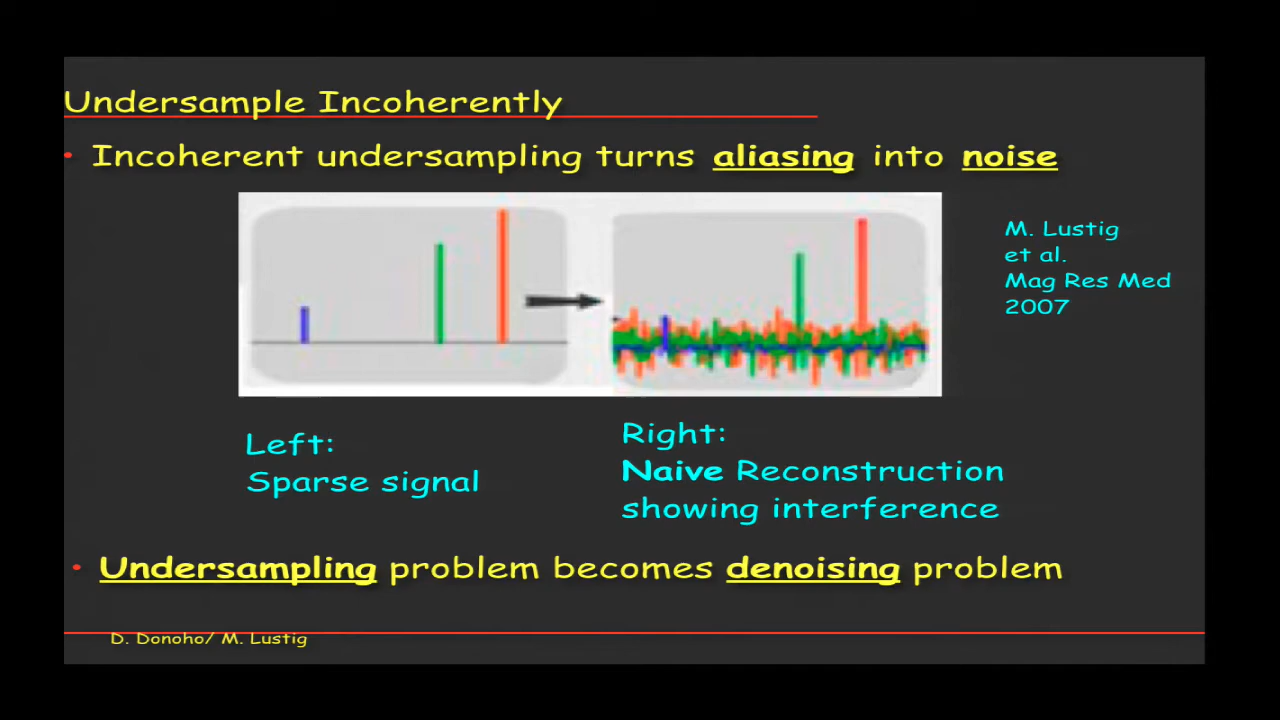 Undersample Incoherently
• Incoherent undersampling turns aliasing into noise
M. Lustig
et al.
Mag Res Med
2007
Left:
Sparse signal
Right:
Naive Reconstruction
showing interference
• Undersampling problem becomes denoising problem
D. Donoho/ M. Lustig